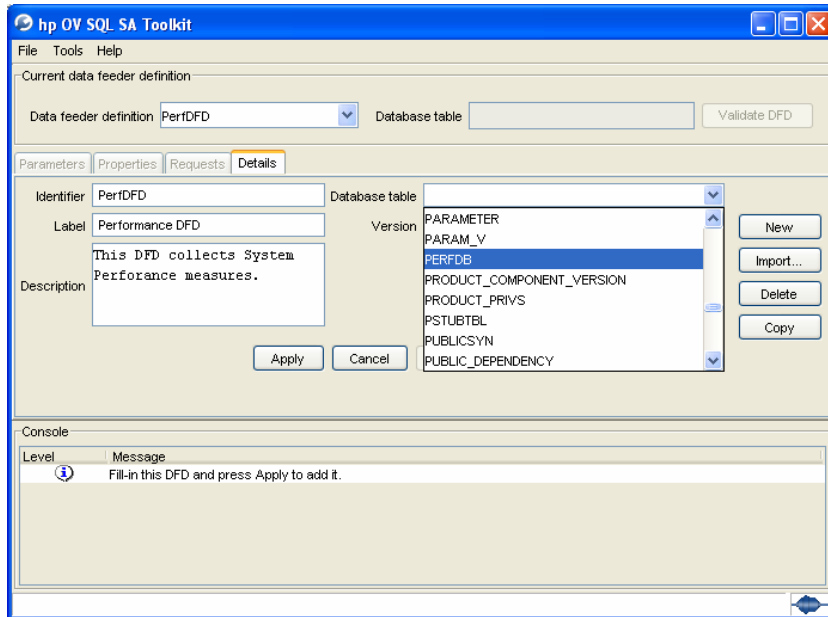 hp OV SQL SA Toolkit
File Tools Help
Current data feeder definition
Data feeder definition PerfDFD Database table Validate DFD
Parameters Properties Requests Details
Identifier PerfDFD Database table
Label Performance DFD Version
Description This DFD collects System
Perforance measures.
PARAMETER
PARAM_V
PERFDB
PRODUCT_COMPONENT_VERSION
PRODUCT_PRIVS
PSTUBTBL
PUBLICSYN
PUBLIC_DEPENDENCY
New
Import...
Delete
Copy
Apply Cancel
Console
Level Message
Fill-in this DFD and press Apply to add it.